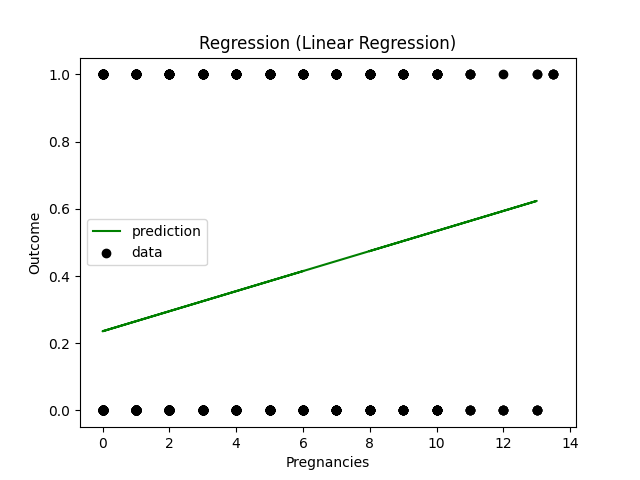 Regression (Linear Regression)
1.0
0.8
0.6
0.4
0.2
0.0
Outcome
prediction
data
0 2 4 6 8 10 12 14
Pregnancies